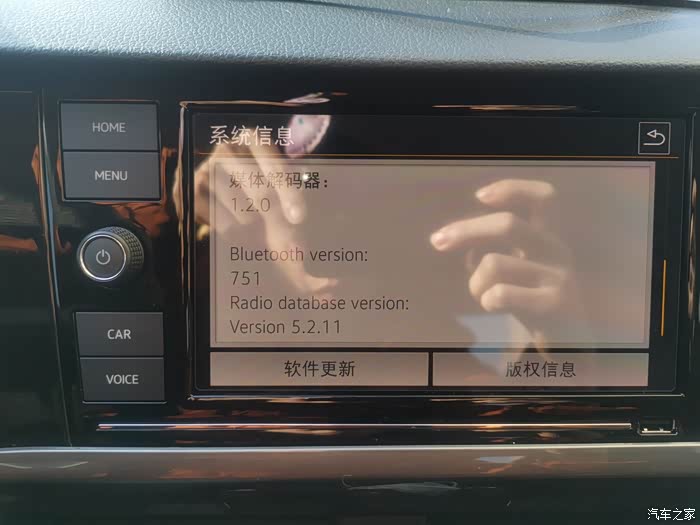 系统信息
HOME
MENU
媒体解码器：
1.2.0
Bluetooth version:
751
Radio database version:
Version 5.2.11
CAR
VOICE
软件更新
版权信息
汽车之家